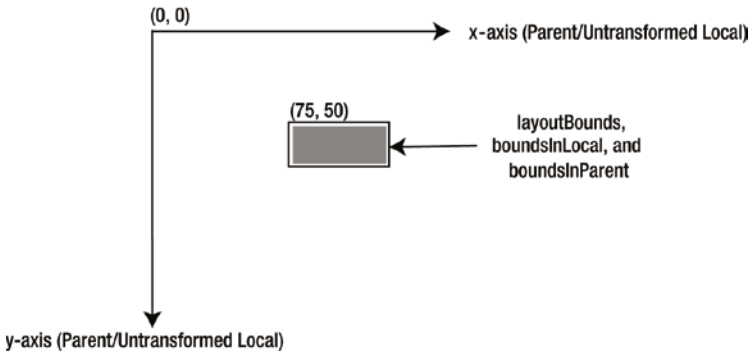 (0, 0)
x-axis (Parent/Untransformed Local)
(75, 50)
layoutBounds,
boundsInLocal, and
boundsInParent
y-axis (Parent/Untransformed Local)